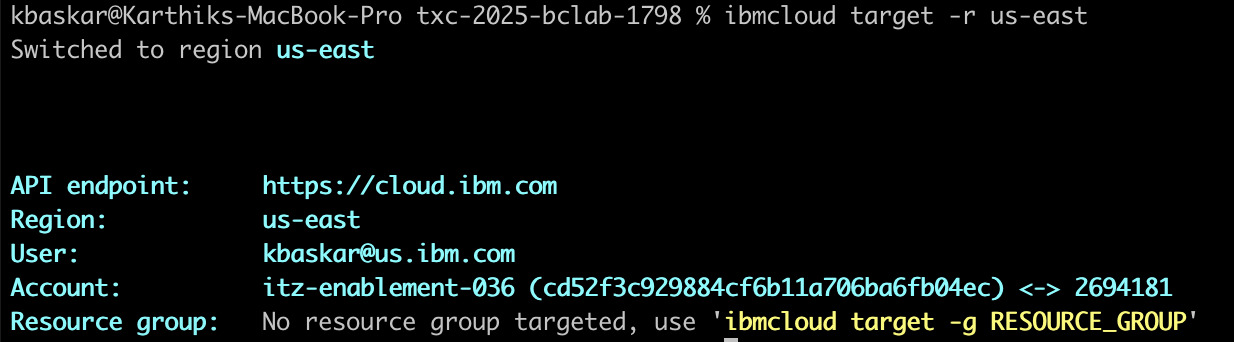 kbaskar@Karthiks-MacBook-Pro txc-2025-bclab-1798 % ibmcloud target -r us-east
Switched to region us-east
API endpoint: https://cloud.ibm.com
Region: us-east
User: kbaskar@us.ibm.com
Account: itz-enablement-036 (cd52f3c929884cf6b11a706ba6fb04ec) <-> 2694181
Resource group: No resource group targeted, use 'ibmcloud target -g RESOURCE_GROUP'